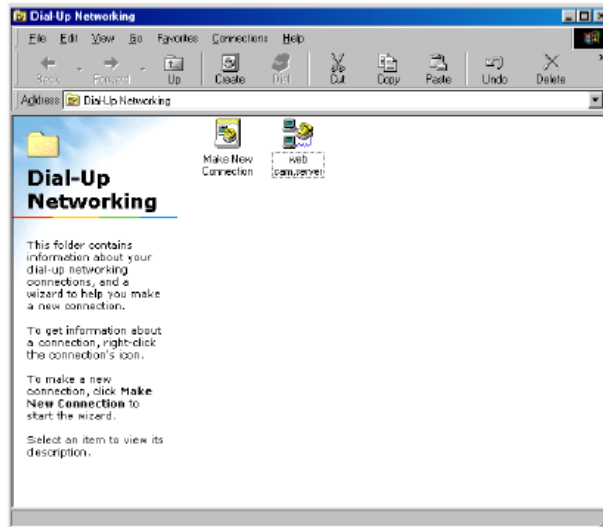 Dial-Up Networking
File Edit View Go Favorites Connections Help
Back Forward Up Create Dial Cut Copy Paste Undo Delete
Address Dial-Up Networking
Make New
Connection
web
cam.server
Dial-Up
Networking
This folder contains
information about your
dial-up networking
connections, and a
wizard to help you make
a new connection.
To get information about
a connection, right-click
the connection's icon.
To make a new
connection, click Make
New Connection to
start the wizard.
Select an item to view its
description.